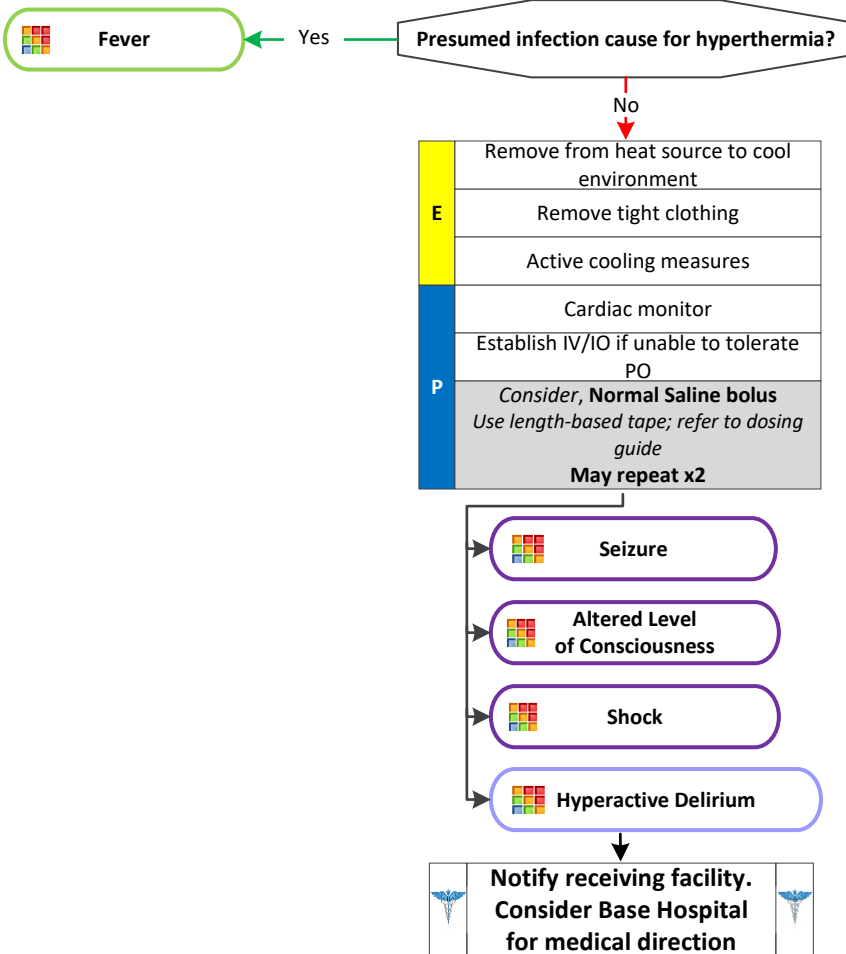 Fever
Yes
Presumed infection cause for hyperthermia?
No
E
Remove from heat source to cool
environment
Remove tight clothing
Active cooling measures
P
Cardiac monitor
Establish IV/IO if unable to tolerate
PO
Consider, Normal Saline bolus
Use length-based tape; refer to dosing
guide
May repeat x2
Seizure
Altered Level
of Consciousness
Shock
Hyperactive Delirium
Notify receiving facility.
Consider Base Hospital
for medical direction